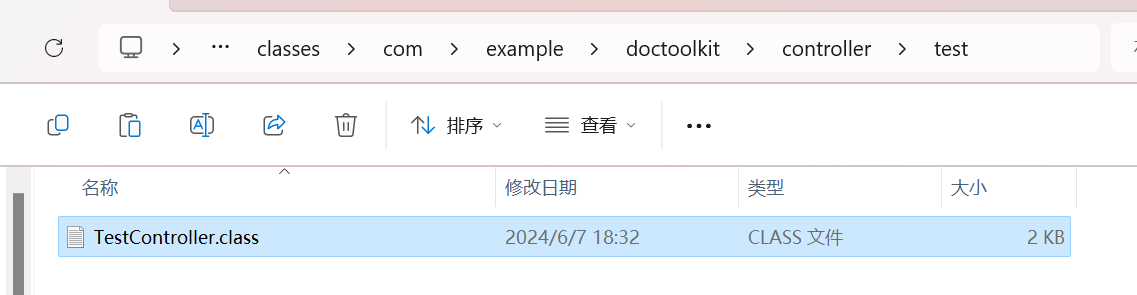 … classes com example doctoolkit controller test
排序 查看 …
名称 修改日期 类型 大小
TestController.class 2024/6/7 18:32 CLASS 文件 2 KB